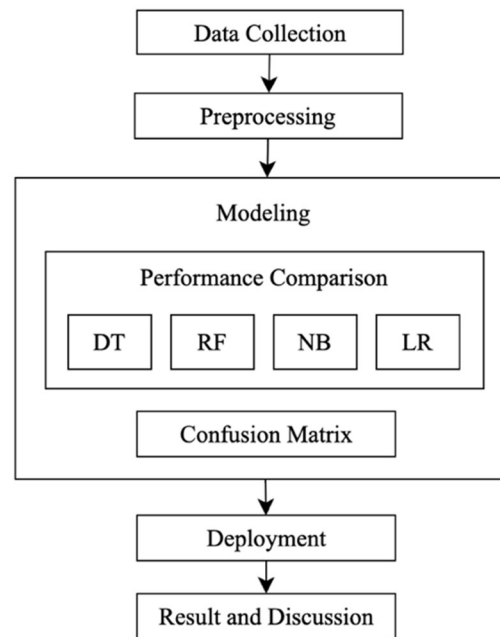 Data Collection
Preprocessing
Modeling
Performance Comparison
DT RF NB LR
Confusion Matrix
Deployment
Result and Discussion